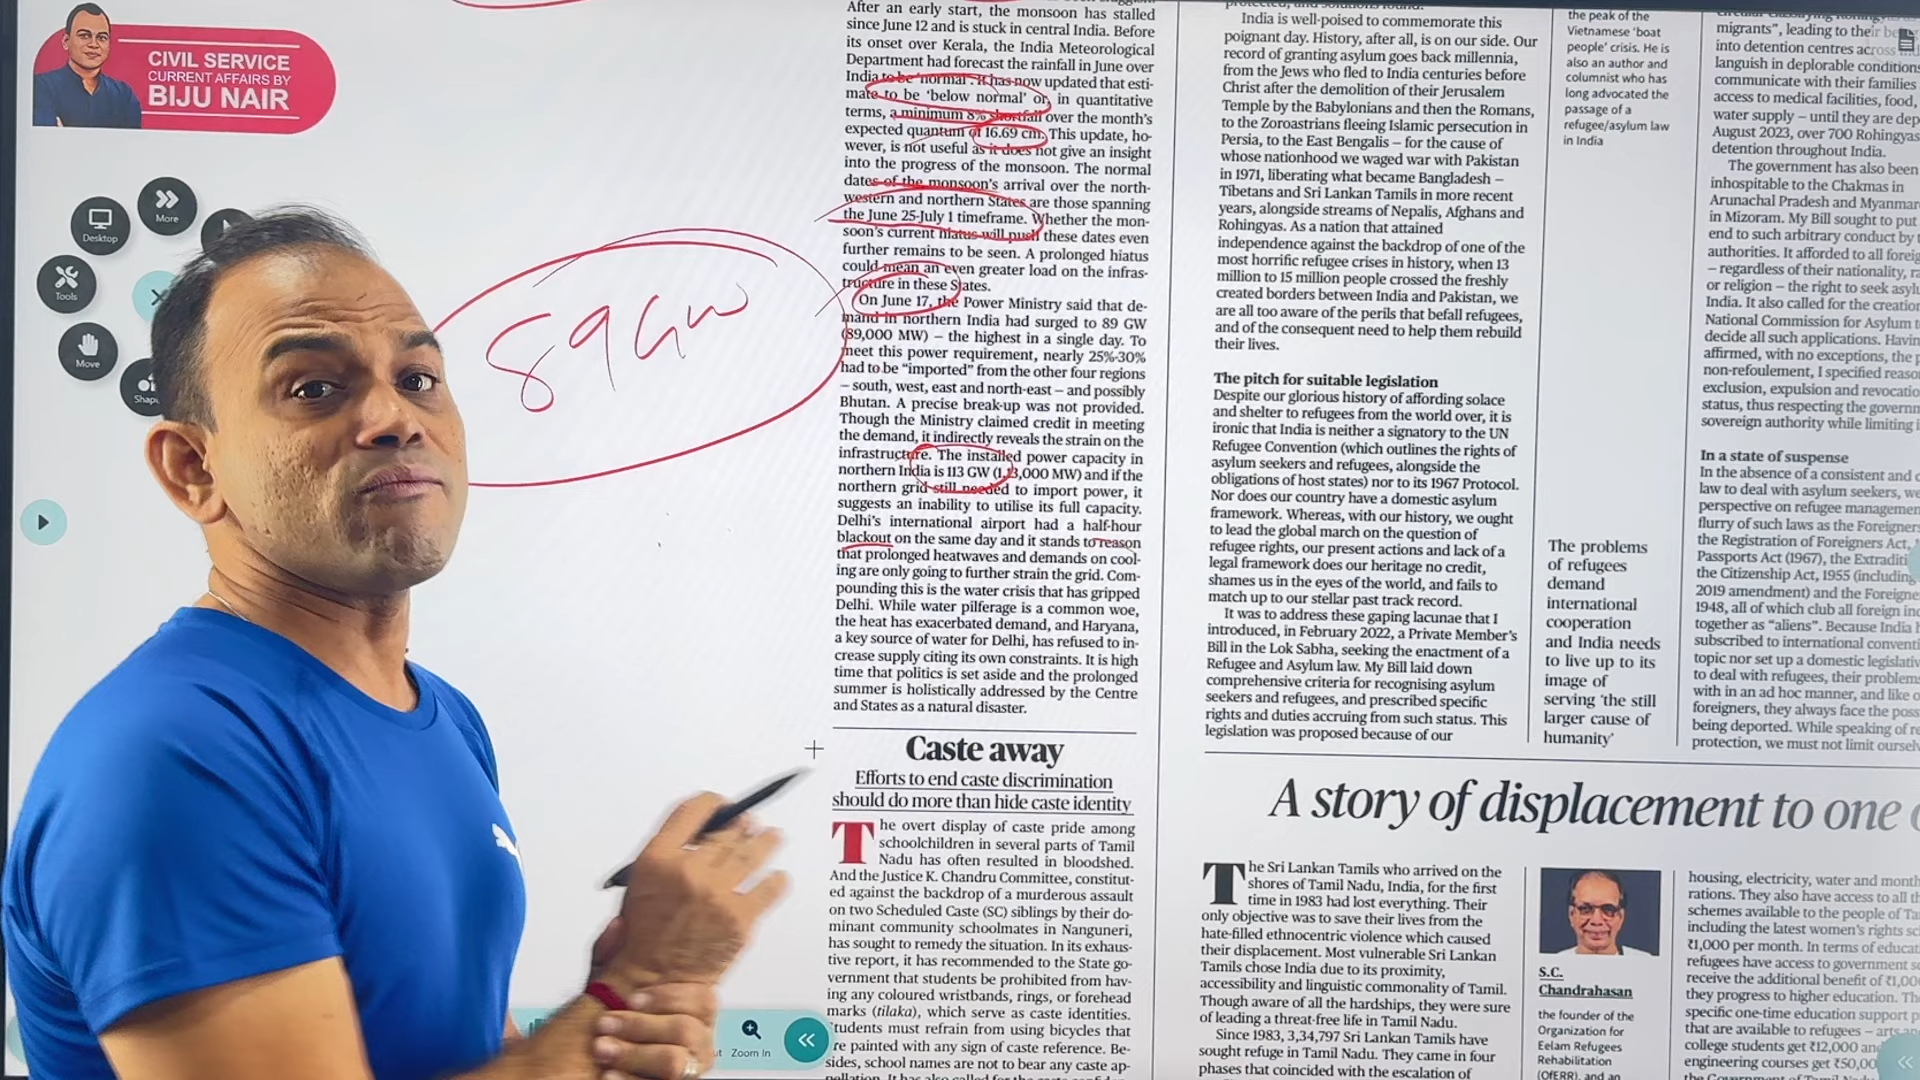 CIVIL SERVICE
CURRENT AFFAIRS BY
BIJU NAIR
More
Desktop
Tools
Move
Zoom In
89 GW
After an early start, the monsoon has stalled
since June 12 and is stuck in central India. Before
its onset over Kerala, the India Meteorological
Department had forecast the rainfall in June over
India to be 'normal'. It has now updated that esti-
mate to be 'below normal' or, in quantitative
terms, a minimum 8% shortfall over the month's
expected quantum of 16.69 cm. This update, ho-
wever, is not useful as it does not give an insight
into the progress of the monsoon. The normal
dates of the monsoon's arrival over the north-
western and northern States are those spanning
the June 25-July 1 timeframe. Whether the mon-
soon's current hiatus will push these dates even
further remains to be seen. A prolonged hiatus
could mean an even greater load on the infras-
tructure in these States.
On June 17, the Power Ministry said that de-
mand in northern India had surged to 89 GW
(89,000 MW) – the highest in a single day. To
meet this power requirement, nearly 25%-30%
had to be "imported" from the other four regions
– south, west, east and north-east – and possibly
Bhutan. A precise break-up was not provided.
Though the Ministry claimed credit in meeting
the demand, it indirectly reveals the strain on the
infrastructure. The installed power capacity in
northern India is 113 GW (1,13,000 MW) and if the
northern grid still needed to import power, it
suggests an inability to utilise its full capacity.
Delhi's international airport had a half-hour
blackout on the same day and it stands to reason
that prolonged heatwaves and demands on cool-
ing are only going to further strain the grid. Com-
pounding this is the water crisis that has gripped
Delhi. While water pilferage is a common woe,
the heat has exacerbated demand, and Haryana,
a key source of water for Delhi, has refused to in-
crease supply citing its own constraints. It is high
time that politics is set aside and the prolonged
summer is holistically addressed by the Centre
and States as a natural disaster.
Caste away
Efforts to end caste discrimination
should do more than hide caste identity
The overt display of caste pride among
schoolchildren in several parts of Tamil
Nadu has often resulted in bloodshed.
And the Justice K. Chandru Committee, constitut-
ed against the backdrop of a murderous assault
on two Scheduled Caste (SC) siblings by their do-
minant community schoolmates in Nanguneri,
has sought to remedy the situation. In its exhaus-
tive report, it has recommended to the State go-
vernment that students be prohibited from hav-
ing any coloured wristbands, rings, or forehead
marks (tilaka), which serve as caste identities.
Students must refrain from using bicycles that
are painted with any sign of caste reference. Be-
sides, school names are not to bear any caste ap-
India is well-poised to commemorate this
poignant day. History, after all, is on our side. Our
record of granting asylum goes back millennia,
from the Jews who fled to India centuries before
Christ after the demolition of their Jerusalem
Temple by the Babylonians and then the Romans,
to the Zoroastrians fleeing Islamic persecution in
Persia, to the East Bengalis – for the cause of
whose nationhood we waged war with Pakistan
in 1971, liberating what became Bangladesh –
Tibetans and Sri Lankan Tamils in more recent
years, alongside streams of Nepalis, Afghans and
Rohingyas. As a nation that attained
independence against the backdrop of one of the
most horrific refugee crises in history, when 13
million to 15 million people crossed the freshly
created borders between India and Pakistan, we
are all too aware of the perils that befall refugees,
and of the consequent need to help them rebuild
their lives.
The pitch for suitable legislation
Despite our glorious history of affording solace
and shelter to refugees from the world over, it is
ironic that India is neither a signatory to the UN
Refugee Convention (which outlines the rights of
asylum seekers and refugees, alongside the
obligations of host states) nor to its 1967 Protocol.
Nor does our country have a domestic asylum
framework. Whereas, with our history, we ought
to lead the global march on the question of
refugee rights, our present actions and lack of a
legal framework does our heritage no credit,
shames us in the eyes of the world, and fails to
match up to our stellar past track record.
It was to address these gaping lacunae that I
introduced, in February 2022, a Private Member's
Bill in the Lok Sabha, seeking the enactment of a
Refugee and Asylum law. My Bill laid down
comprehensive criteria for recognising asylum
seekers and refugees, and prescribed specific
rights and duties accruing from such status. This
legislation was proposed because of our
the peak of the
Vietnamese 'boat
people' crisis. He is
also an author and
columnist who has
long advocated the
passage of a
refugee/asylum law
in India
The problems
of refugees
demand
international
cooperation
and India needs
to live up to its
image of
serving 'the still
larger cause of
humanity'
migrants", leading to their
into detention centres across
languish in deplorable conditions
communicate with their families
access to medical facilities, food,
water supply – until they are
August 2023, over 700 Rohingyas
detention throughout India.
The government has also been
inhospitable to the Chakmas in
Arunachal Pradesh and Myanmar
in Mizoram. My Bill sought to put
end to such arbitrary conduct by
authorities. It afforded to all
– regardless of their nationality,
or religion – the right to seek
India. It also called for the creation
National Commission for Asylum
decide all such applications.
affirmed, with no exceptions, the
non-refoulement, I specified
exclusion, expulsion and
status, thus respecting the
sovereign authority while limiting
In a state of suspense
In the absence of a consistent and
law to deal with asylum seekers, we
perspective on refugee
flurry of such laws as the Foreigners
the Registration of Foreigners Act,
Passports Act (1967), the
the Citizenship Act, 1955 (including
2019 amendment) and the
1948, all of which club all foreign
together as "aliens". Because India
subscribed to international
topic nor set up a domestic
to deal with refugees, their problems
with in an ad hoc manner, and like
foreigners, they always face the
being deported. While speaking of
protection, we must not limit
A story of displacement to one
The Sri Lankan Tamils who arrived on the
shores of Tamil Nadu, India, for the first
time in 1983 had lost everything. Their
only objective was to save their lives from the
hate-filled ethnocentric violence which caused
their displacement. Most vulnerable Sri Lankan
Tamils chose India due to its proximity,
accessibility and linguistic commonality of Tamil.
Though aware of all the hardships, they were sure
of leading a threat-free life in Tamil Nadu.
Since 1983, 3,34,797 Sri Lankan Tamils have
sought refuge in Tamil Nadu. They came in four
phases that coincided with the escalation of
S.C.
Chandrahasan
the founder of the
Organization for
Eelam Refugees
Rehabilitation
(OfERR), and an
housing, electricity, water and
rations. They also have access to all
schemes available to the people of
including the latest women's rights
₹1,000 per month. In terms of
refugees have access to government
receive the additional benefit of
they progress to higher education.
specific one-time education support
that are available to refugees –
college students get ₹12,000 and
engineering courses get